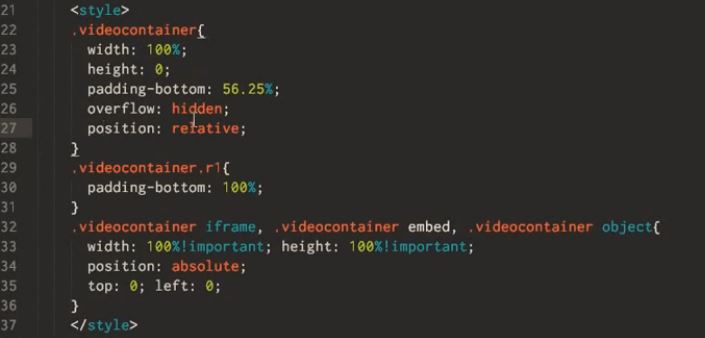 21 <style>
22 .videocontainer{
23 width: 100%;
24 height: 0;
25 padding-bottom: 56.25%;
26 overflow: hidden;
27 position: relative;
28 }
29 .videocontainer.r1{
30 padding-bottom: 100%;
31 }
32 .videocontainer iframe, .videocontainer embed, .videocontainer object{
33 width: 100%!important; height: 100%!important;
34 position: absolute;
35 top: 0; left: 0;
36 }
37 </style>